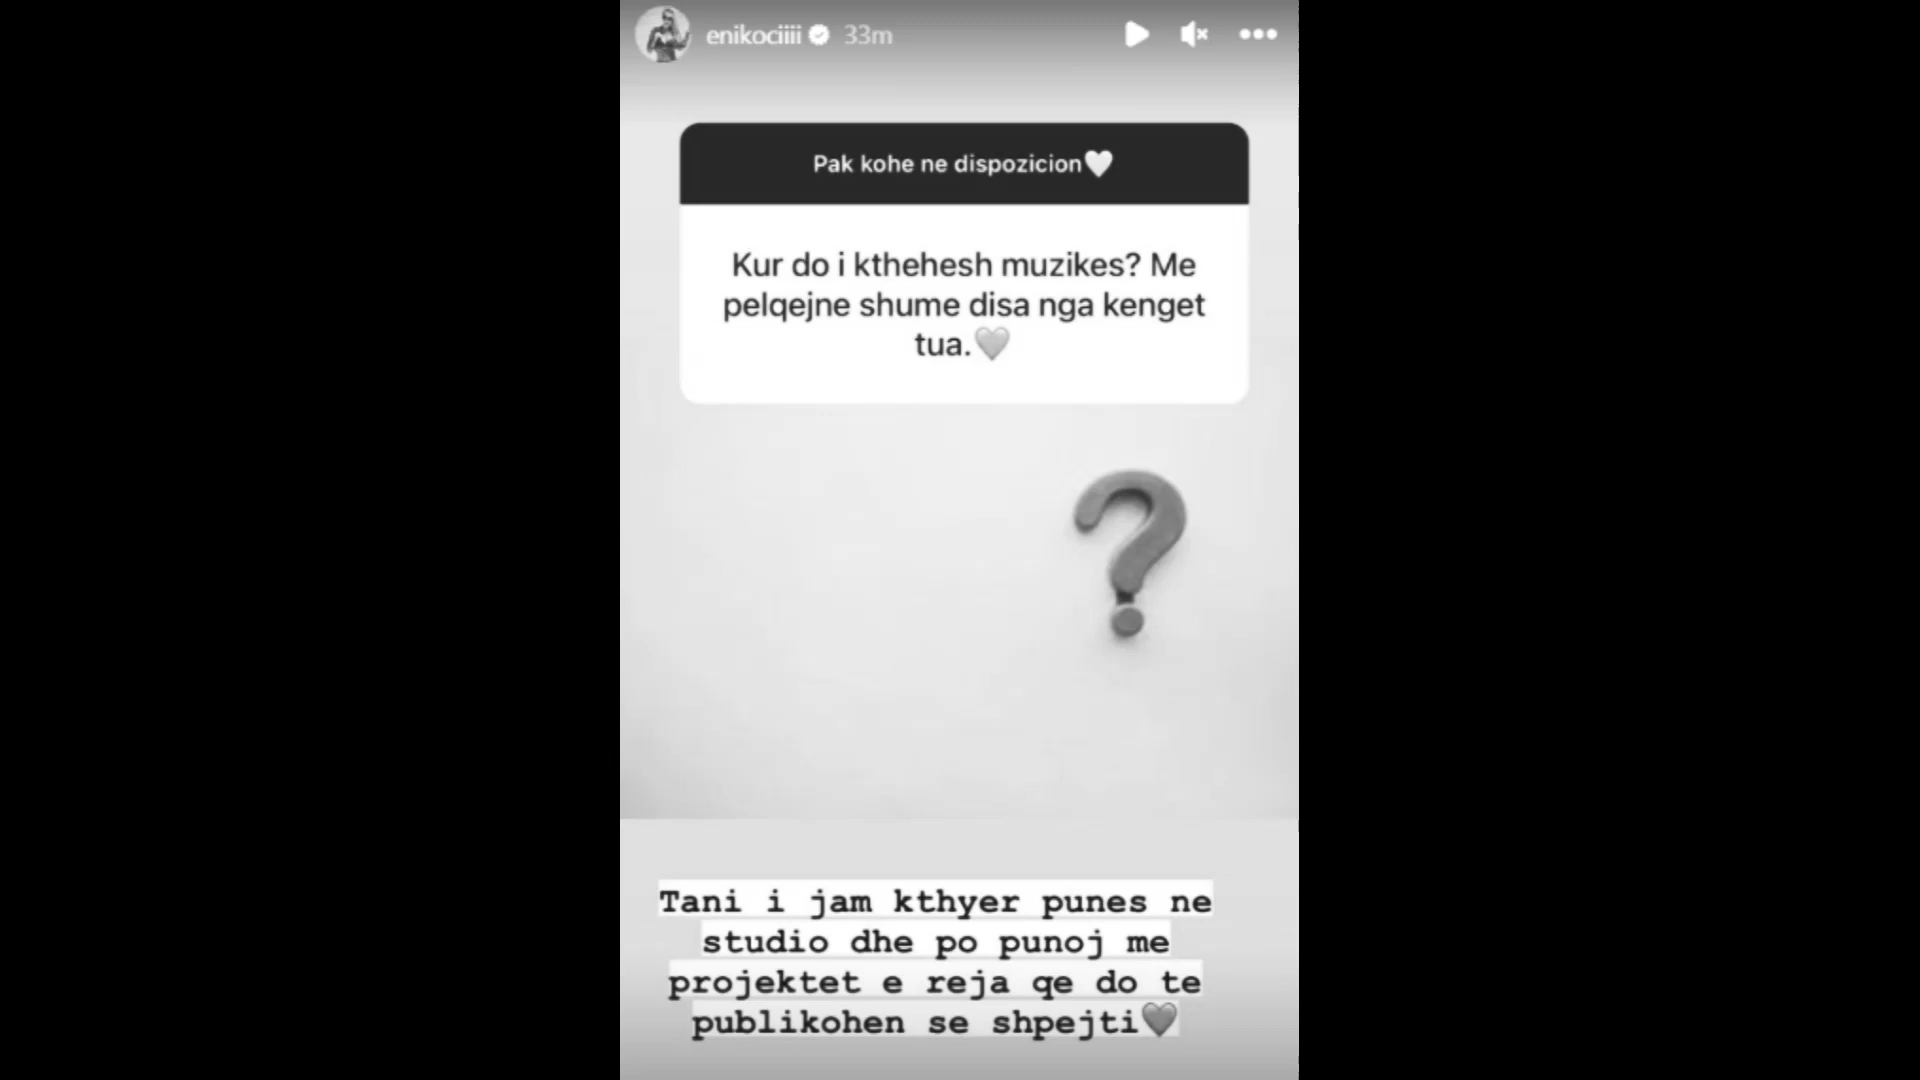 enikociiii 33m
Pak kohe ne dispozicion🤍
Kur do i kthehesh muzikes? Me
pelqejne shume disa nga kenget
tua.🤍
?
Tani i jam kthyer punes ne
studio dhe po punoj me
projektet e reja qe do te
publikohen se shpejti🖤